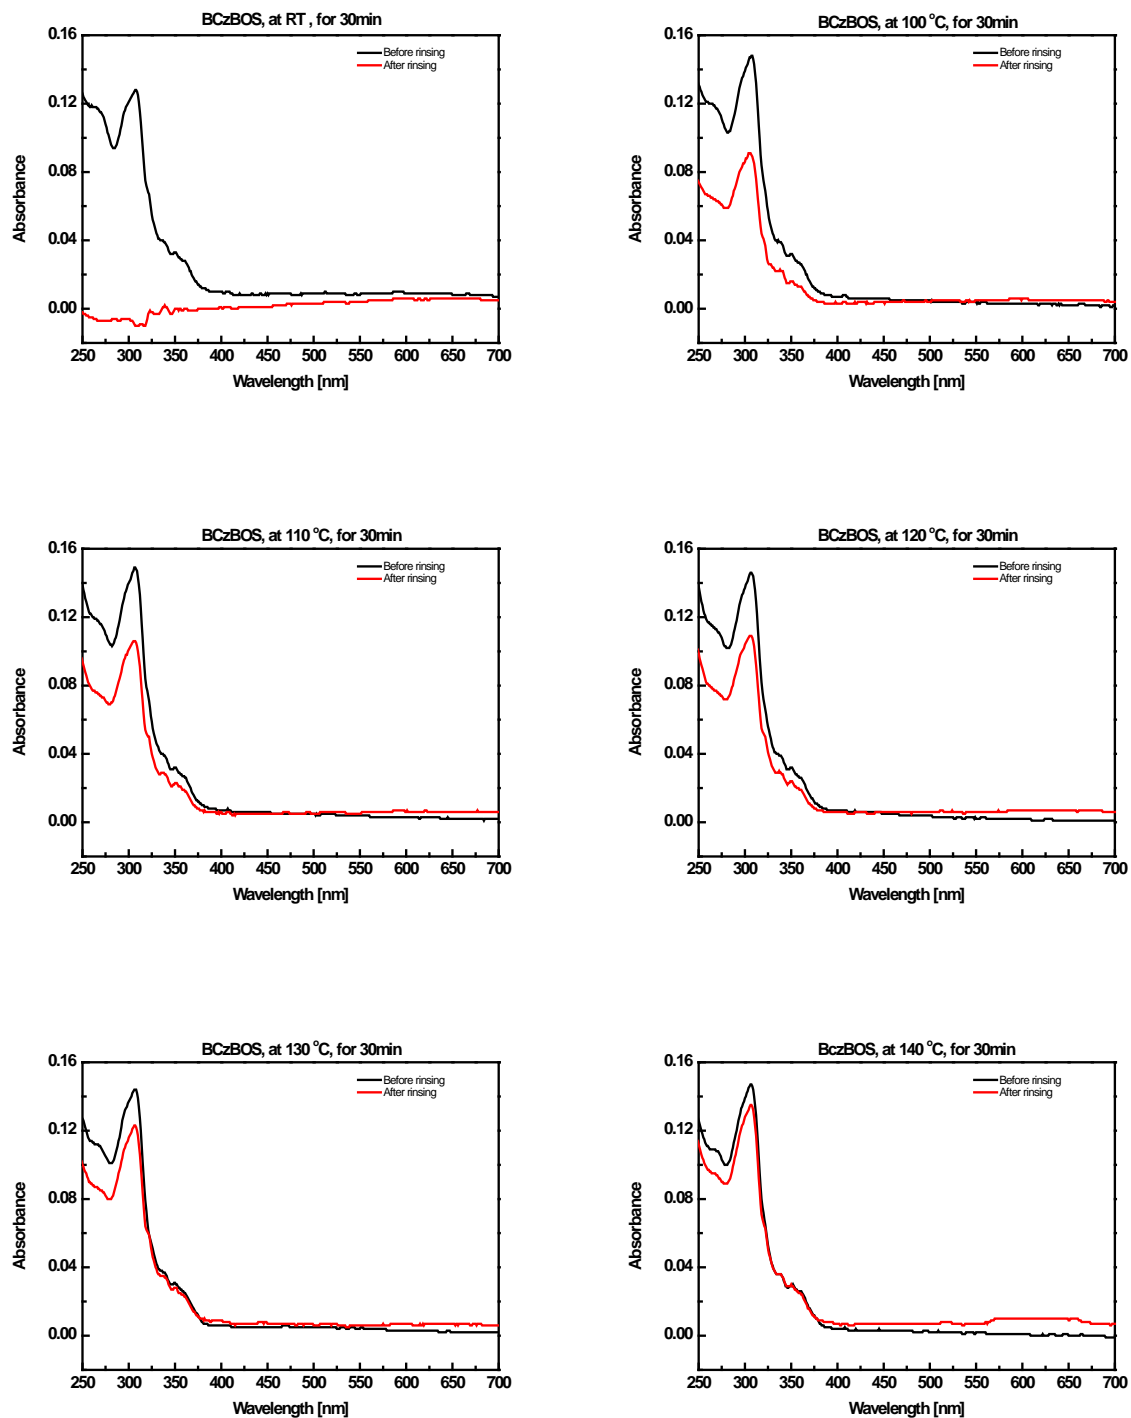 BCzBOS, at RT , for 30min
0.16
0.12
0.08
0.04
0.00
Absorbance
Before rinsing
After rinsing
250 300 350 400 450 500 550 600 650 700
Wavelength [nm]
BCzBOS, at 100 °C, for 30min
0.16
0.12
0.08
0.04
0.00
Absorbance
Before rinsing
After rinsing
250 300 350 400 450 500 550 600 650 700
Wavelength [nm]
BCzBOS, at 110 °C, for 30min
0.16
0.12
0.08
0.04
0.00
Absorbance
Before rinsing
After rinsing
250 300 350 400 450 500 550 600 650 700
Wavelength [nm]
BCzBOS, at 120 °C, for 30min
0.16
0.12
0.08
0.04
0.00
Absorbance
Before rinsing
After rinsing
250 300 350 400 450 500 550 600 650 700
Wavelength [nm]
BCzBOS, at 130 °C, for 30min
0.16
0.12
0.08
0.04
0.00
Absorbance
Before rinsing
After rinsing
250 300 350 400 450 500 550 600 650 700
Wavelength [nm]
BczBOS, at 140 °C, for 30min
0.16
0.12
0.08
0.04
0.00
Absorbance
Before rinsing
After rinsing
250 300 350 400 450 500 550 600 650 700
Wavelength [nm]